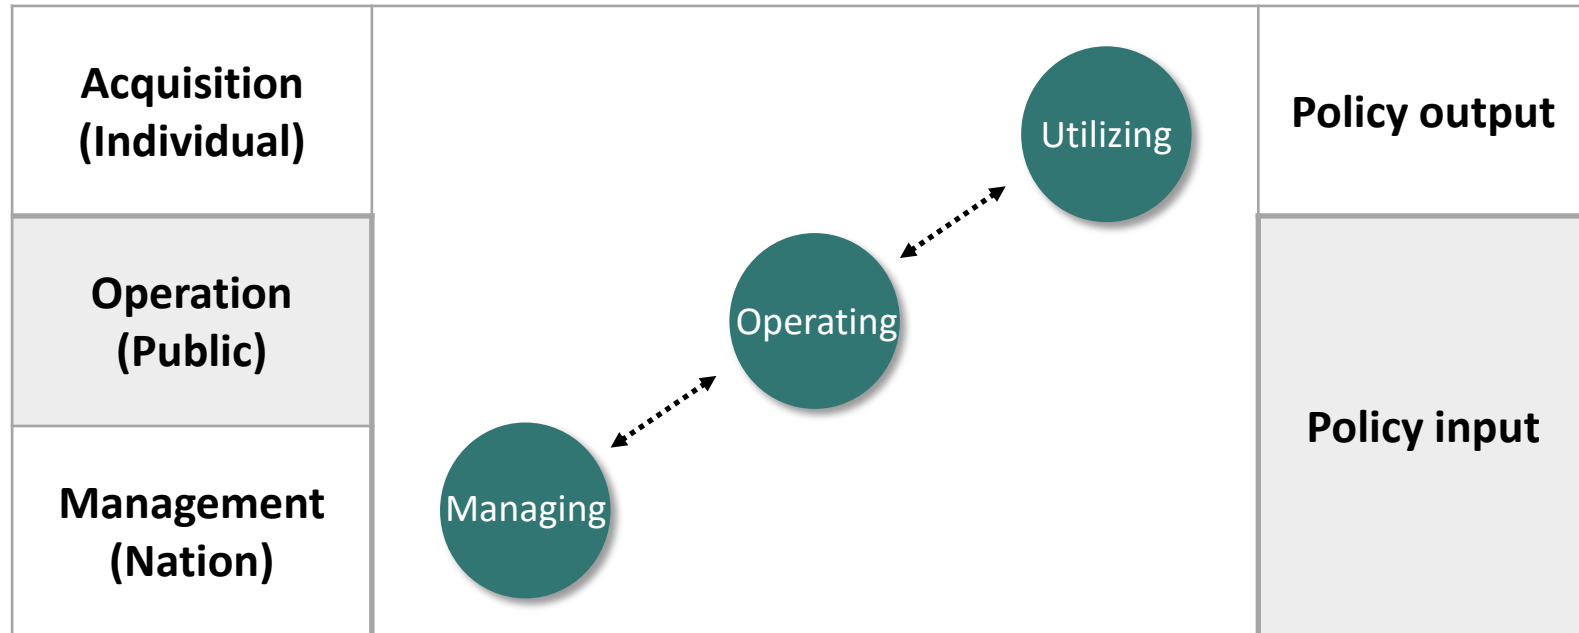 Acquisition
(Individual)
Utilizing
Policy output
Operation
(Public)
Operating
Policy input
Management
(Nation)
Managing